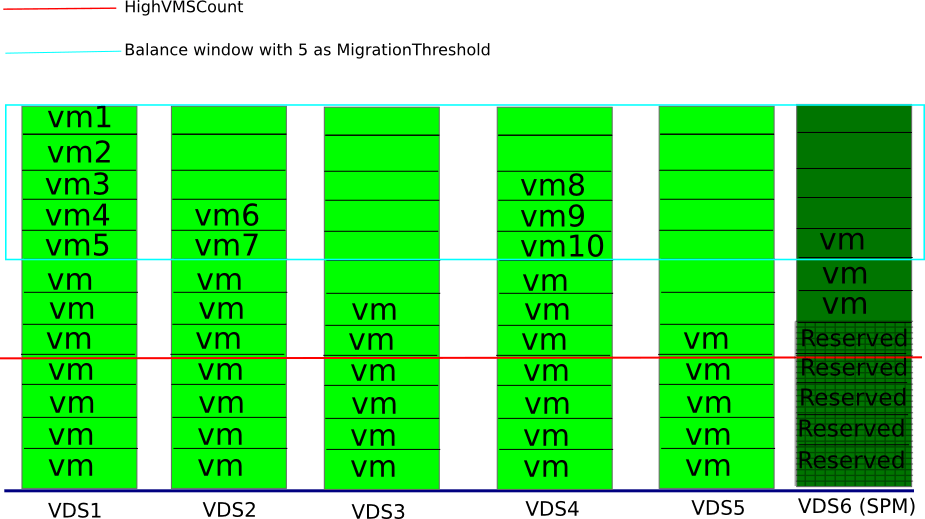 HighVMSCount
Balance window with 5 as MigrationThreshold
vm1
vm2
vm3 vm8
vm4 vm6 vm9
vm5 vm7 vm10 vm
vm vm vm vm
vm vm vm vm vm
vm vm vm vm vm Reserved
vm vm vm vm vm Reserved
vm vm vm vm vm Reserved
vm vm vm vm vm Reserved
vm vm vm vm vm Reserved
VDS1 VDS2 VDS3 VDS4 VDS5 VDS6 (SPM)